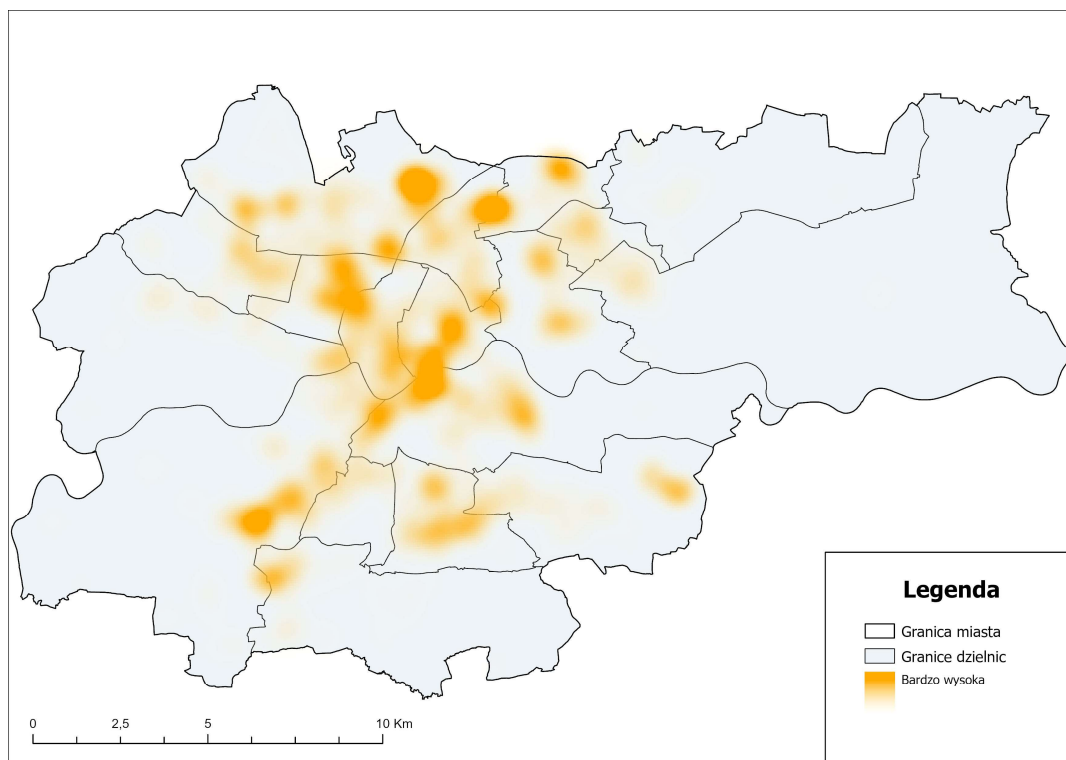 Legenda
Granica miasta
Granice dzielnic
Bardzo wysoka
0 2,5 5 10 Km